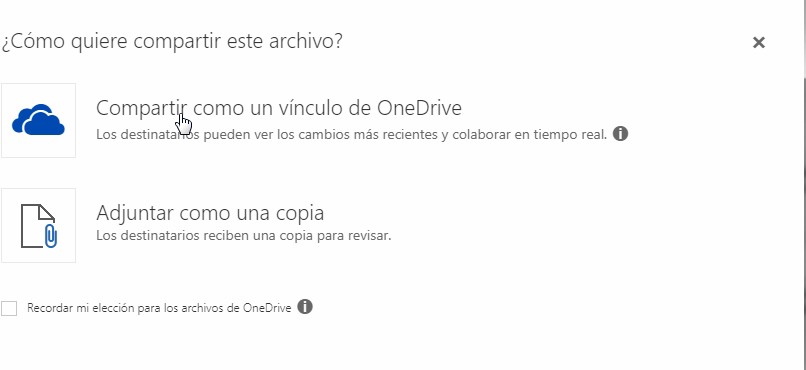 ¿Cómo quiere compartir este archivo?
Compartir como un vínculo de OneDrive
Los destinatarios pueden ver los cambios más recientes y colaborar en tiempo real.
Adjuntar como una copia
Los destinatarios reciben una copia para revisar.
Recordar mi elección para los archivos de OneDrive